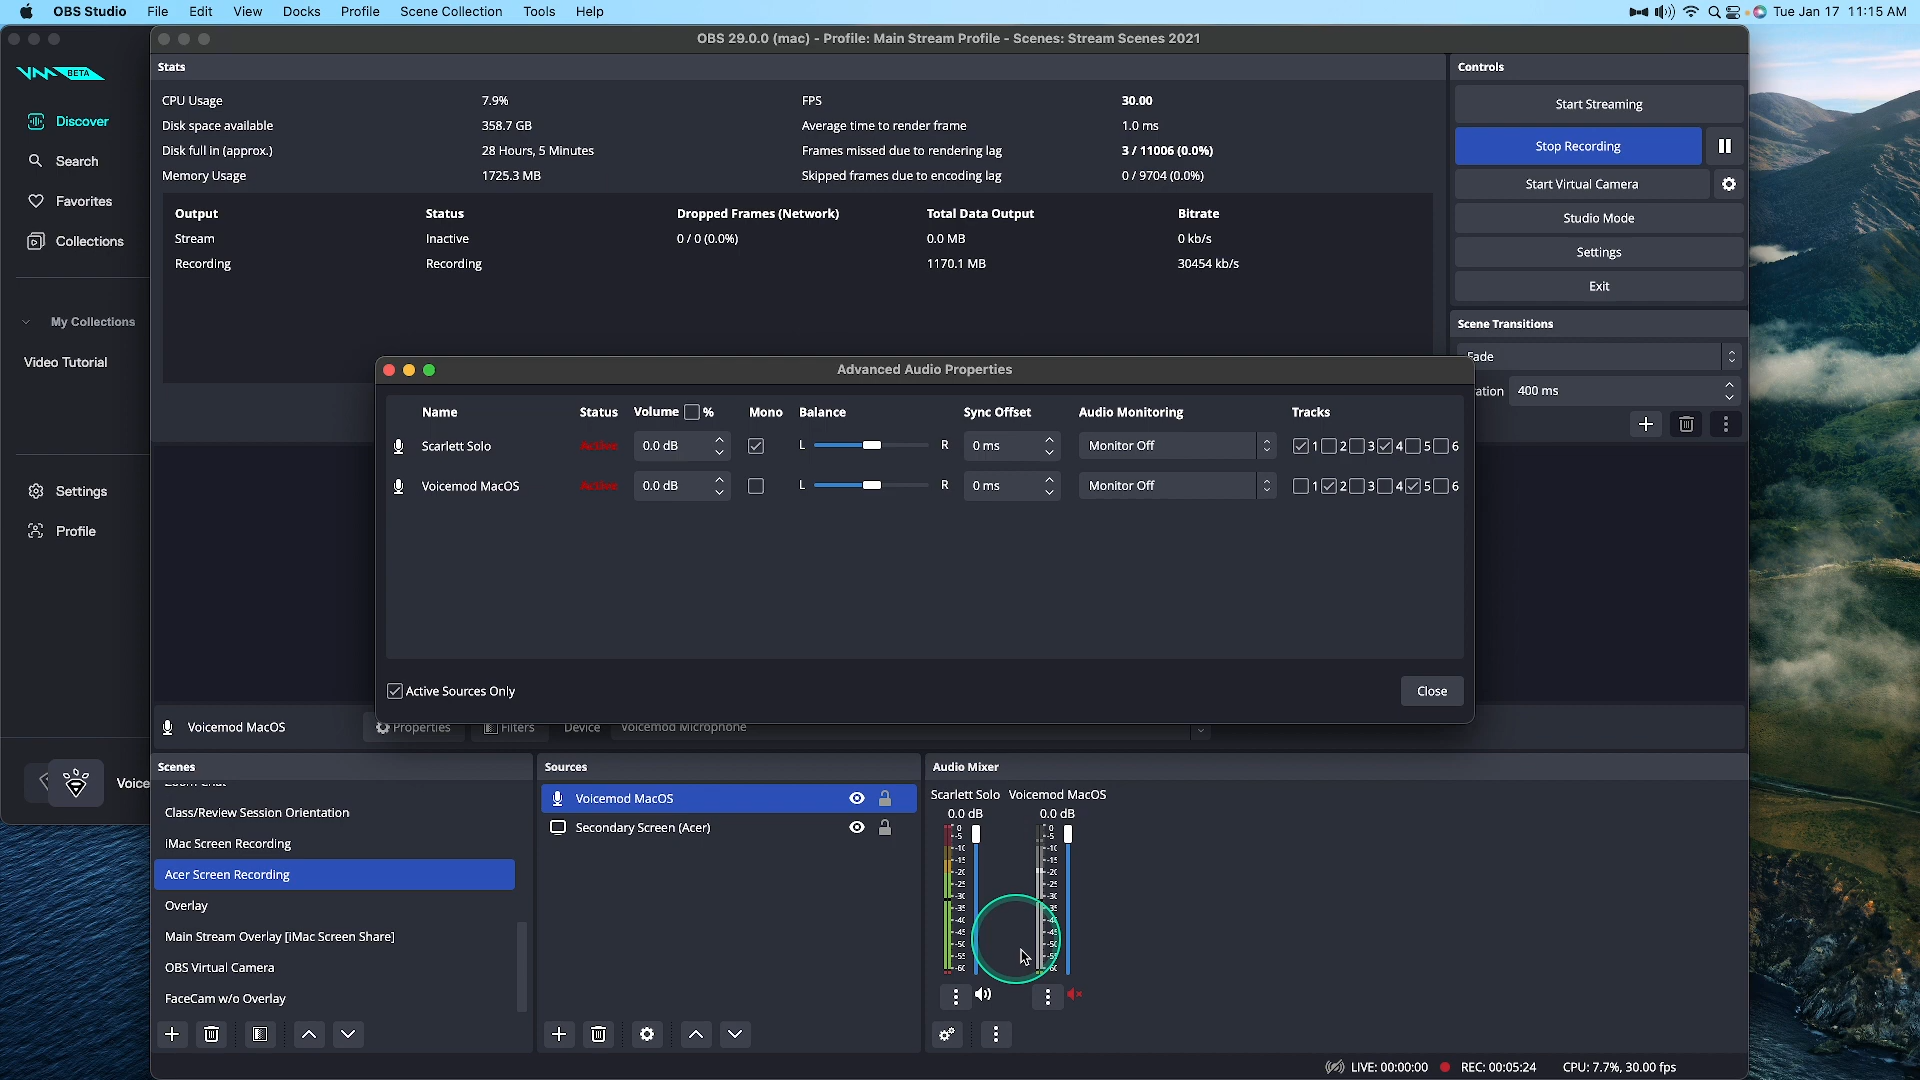 OBS Studio File Edit View Docks Profile Scene Collection Tools Help
Tue Jan 17 11:15 AM
OBS 29.0.0 (mac) - Profile: Main Stream Profile - Scenes: Stream Scenes 2021
VM BETA
Discover
Search
Favorites
Collections
My Collections
Video Tutorial
Settings
Profile
Voice
Stats
CPU Usage 7.9% FPS 30.00
Disk space available 358.7 GB Average time to render frame 1.0 ms
Disk full in (approx.) 28 Hours, 5 Minutes Frames missed due to rendering lag 3 / 11006 (0.0%)
Memory Usage 1725.3 MB Skipped frames due to encoding lag 0 / 9704 (0.0%)
Output Status Dropped Frames (Network) Total Data Output Bitrate
Stream Inactive 0 / 0 (0.0%) 0.0 MB 0 kb/s
Recording Recording 1170.1 MB 30454 kb/s
Controls
Start Streaming
Stop Recording
Start Virtual Camera
Studio Mode
Settings
Exit
Scene Transitions
Fade
ration 400 ms
Advanced Audio Properties
Name Status Volume % Mono Balance Sync Offset Audio Monitoring Tracks
Scarlett Solo Active 0.0 dB L R 0 ms Monitor Off 1 2 3 4 5 6
Voicemod MacOS Active 0.0 dB L R 0 ms Monitor Off 1 2 3 4 5 6
Active Sources Only
Close
Voicemod MacOS Properties Filters Device Voicemod Microphone
Scenes
Class/Review Session Orientation
iMac Screen Recording
Acer Screen Recording
Overlay
Main Stream Overlay [iMac Screen Share]
OBS Virtual Camera
FaceCam w/o Overlay
Sources
Voicemod MacOS
Secondary Screen (Acer)
Audio Mixer
Scarlett Solo Voicemod MacOS
0.0 dB 0.0 dB
LIVE: 00:00:00 REC: 00:05:24 CPU: 7.7%, 30.00 fps